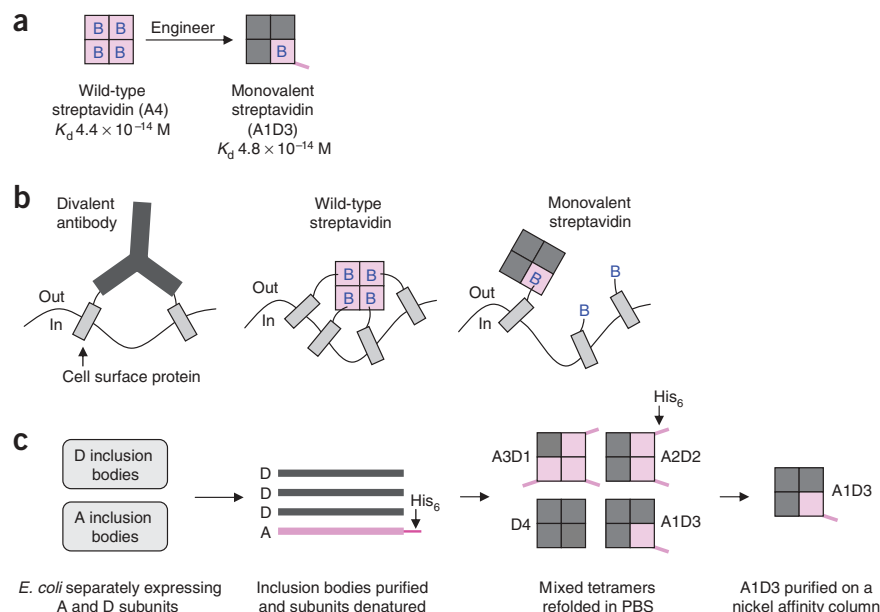 a
B B
B B
Engineer
B
Wild-type
streptavidin (A4)
Kd 4.4 × 10−14 M
Monovalent
streptavidin
(A1D3)
Kd 4.8 × 10−14 M
b
Divalent
antibody
Out
In
Cell surface protein
Wild-type
streptavidin
Out
In
B B
B B
Monovalent
streptavidin
Out
In
B
B
B
c
D inclusion
bodies
A inclusion
bodies
E. coli separately expressing
A and D subunits
D
D
D
A
His6
Inclusion bodies purified
and subunits denatured
His6
A3D1
A2D2
D4
A1D3
Mixed tetramers
refolded in PBS
A1D3
A1D3 purified on a
nickel affinity column